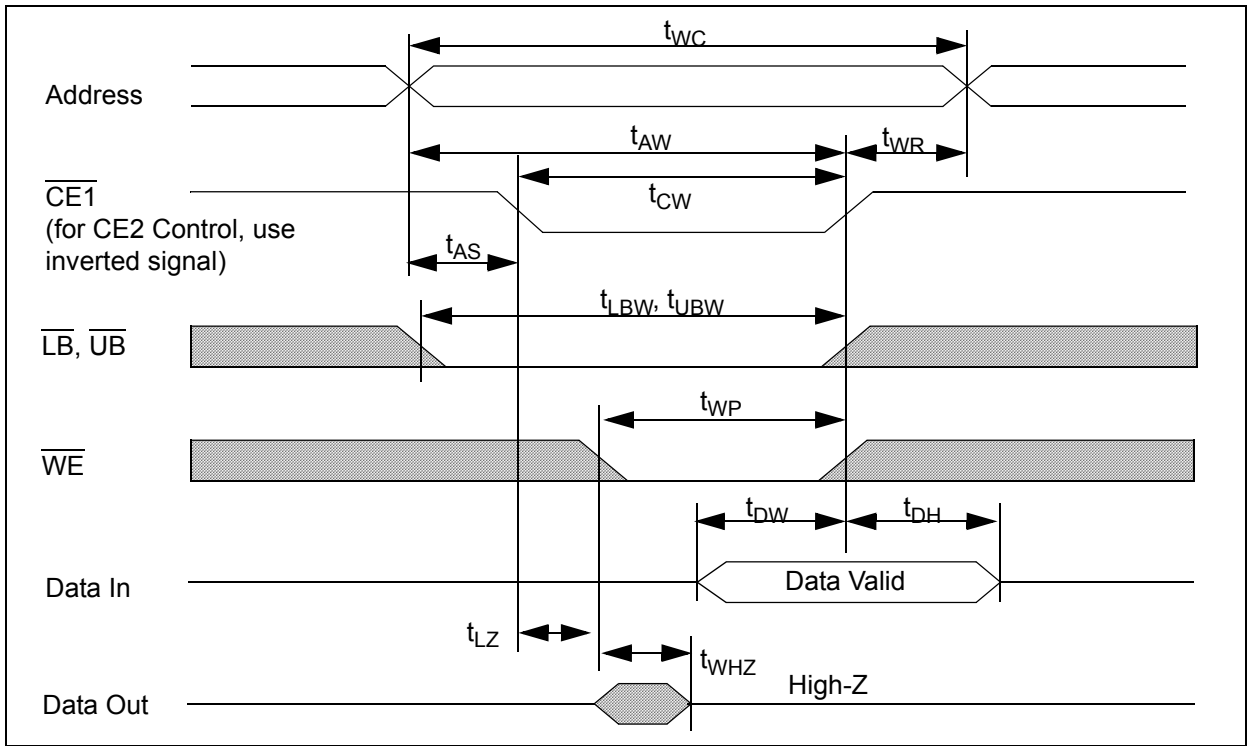 tWC
Address
tAW
tWR
CE1
tCW
(for CE2 Control, use
inverted signal)
tAS
tLBW, tUBW
LB, UB
tWP
WE
tDW
tDH
Data In
Data Valid
tLZ
tWHZ
Data Out
High-Z